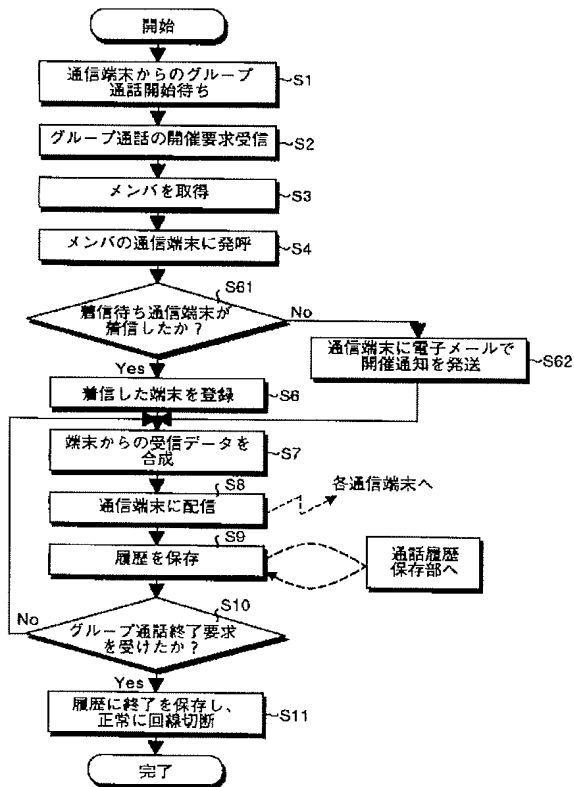 開始
通信端末からのグループ
通話開始待ち
S1
グループ通話の開催要求受信
S2
メンバを取得
S3
メンバの通信端末に発呼
S4
S61
着信待ち通信端末が
着信したか？
No
Yes
通信端末に電子メールで
開催通知を発送
S62
着信した端末を登録
S6
端末からの受信データを
合成
S7
S8
通信端末に配信
各通信端末へ
S9
履歴を保存
通話履歴
保存部へ
S10
グループ通話終了要求
を受けたか？
No
Yes
履歴に終了を保存し、
正常に回線切断
S11
完了